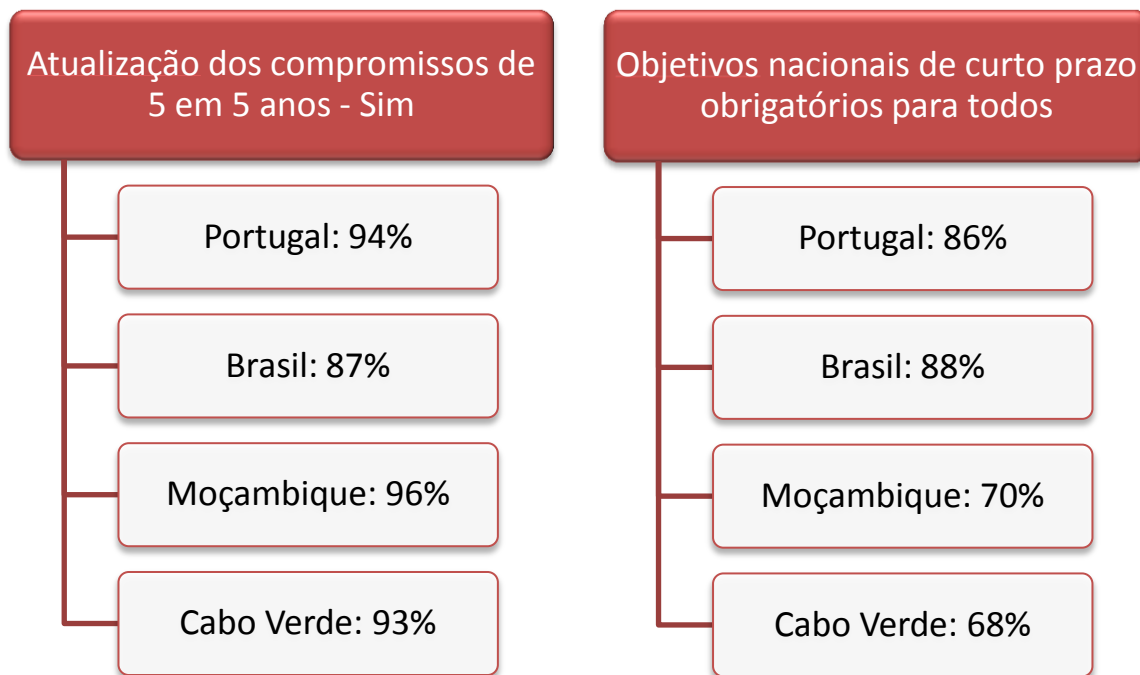 Atualização dos compromissos de
5 em 5 anos - Sim
Portugal: 94%
Brasil: 87%
Moçambique: 96%
Cabo Verde: 93%
Objetivos nacionais de curto prazo
obrigatórios para todos
Portugal: 86%
Brasil: 88%
Moçambique: 70%
Cabo Verde: 68%